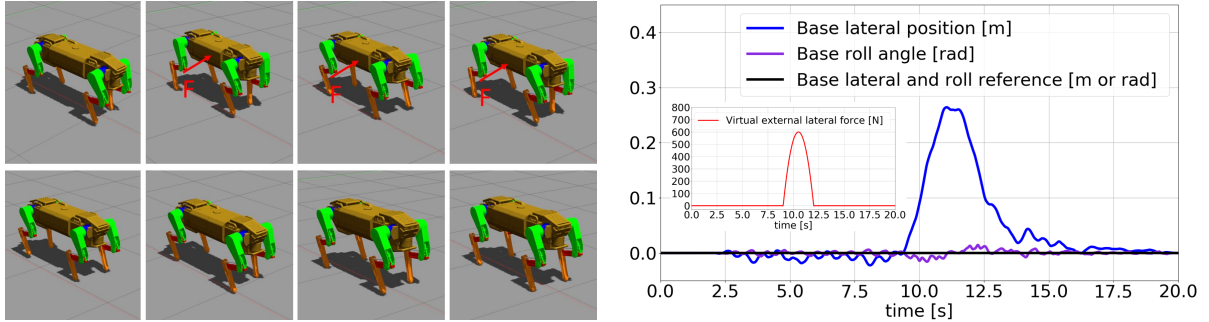 F
F
F
Base lateral position [m]
Base roll angle [rad]
Base lateral and roll reference [m or rad]
0.4
0.3
0.2
0.1
0.0
0.0 2.5 5.0 7.5 10.0 12.5 15.0 17.5 20.0
time [s]
Virtual external lateral force [N]
800
700
600
500
400
300
200
100
0
0.0 2.5 5.0 7.5 10.0 12.5 15.0 17.5 20.0
time [s]